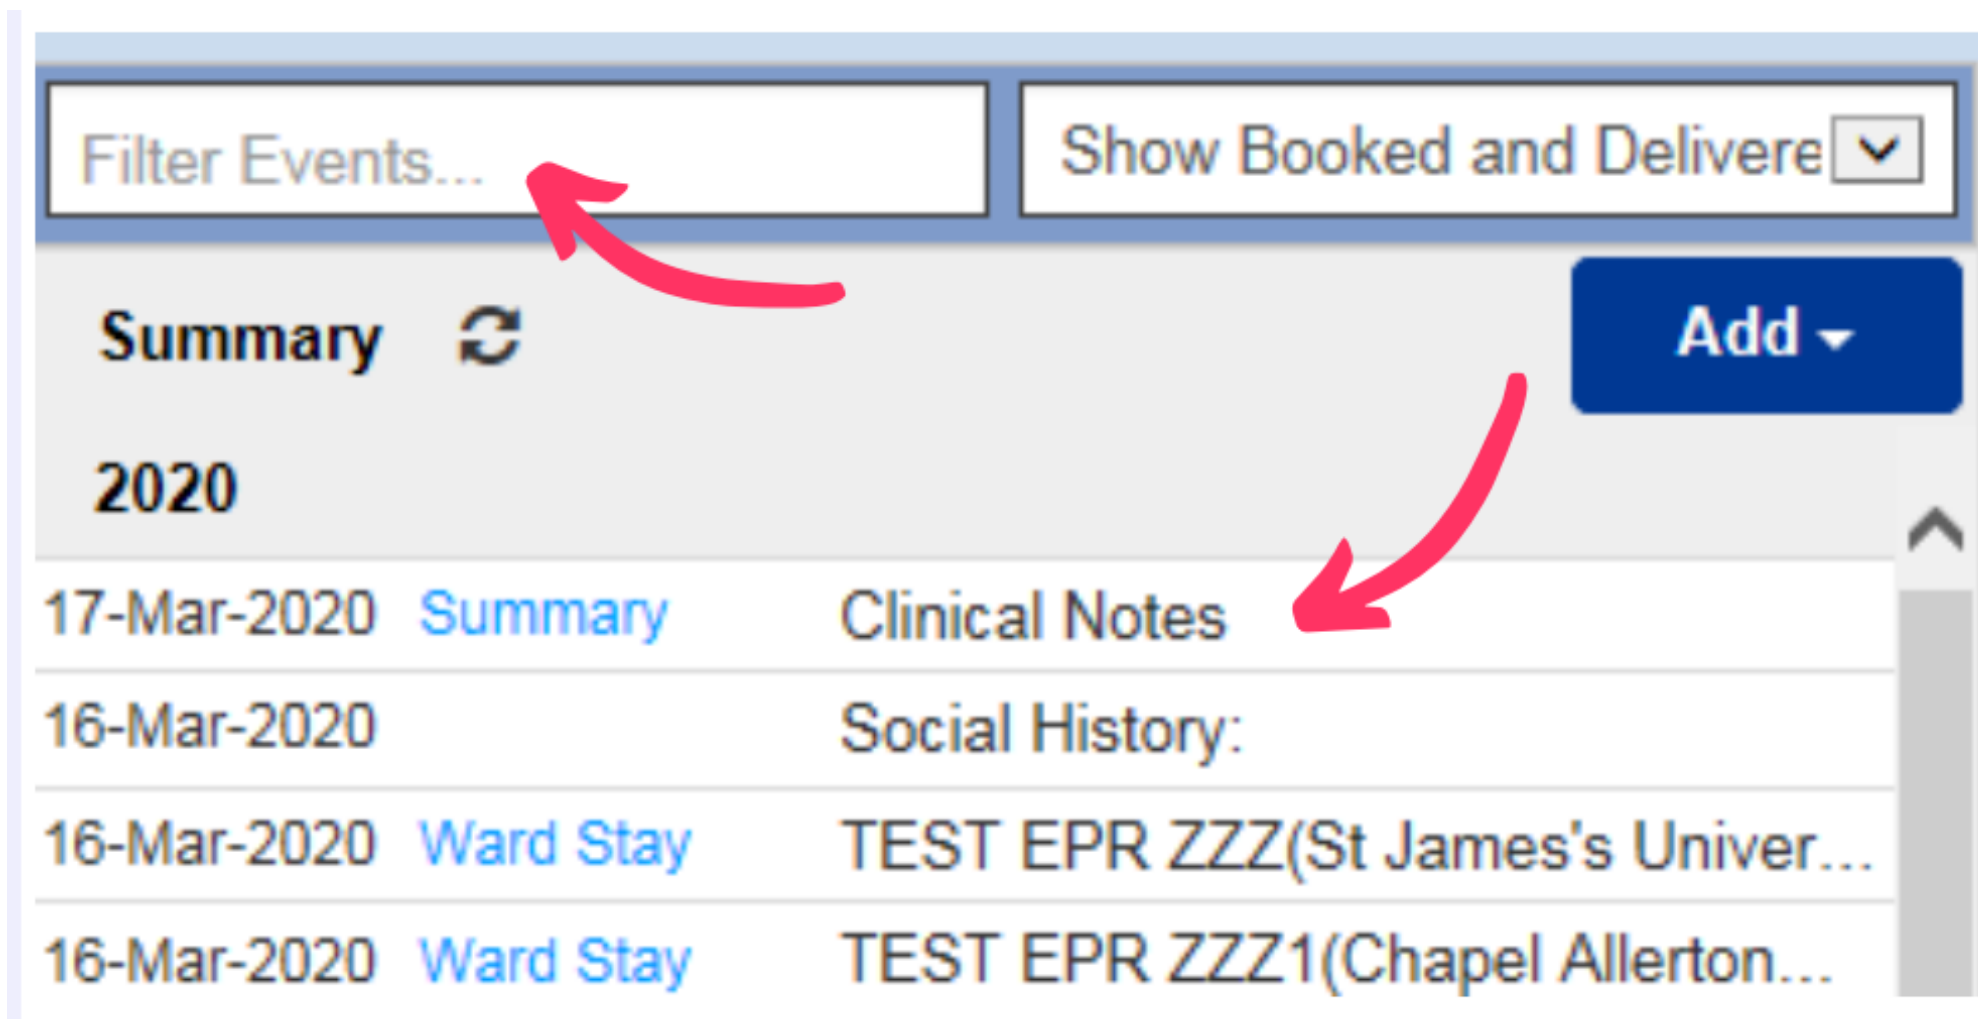 Filter Events...
Show Booked and Delivere
Summary
Add
2020
17-Mar-2020 Summary Clinical Notes
16-Mar-2020 Social History:
16-Mar-2020 Ward Stay TEST EPR ZZZ(St James's Univer...
16-Mar-2020 Ward Stay TEST EPR ZZZ1(Chapel Allerton...